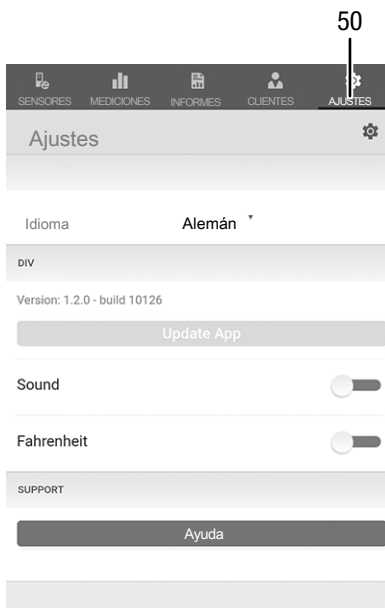 50
SENSORES MEDICIONES INFORMES CLIENTES AJUSTES
Ajustes
Idioma Alemán
DIV
Version: 1.2.0 - build 10126
Update App
Sound
Fahrenheit
SUPPORT
Ayuda